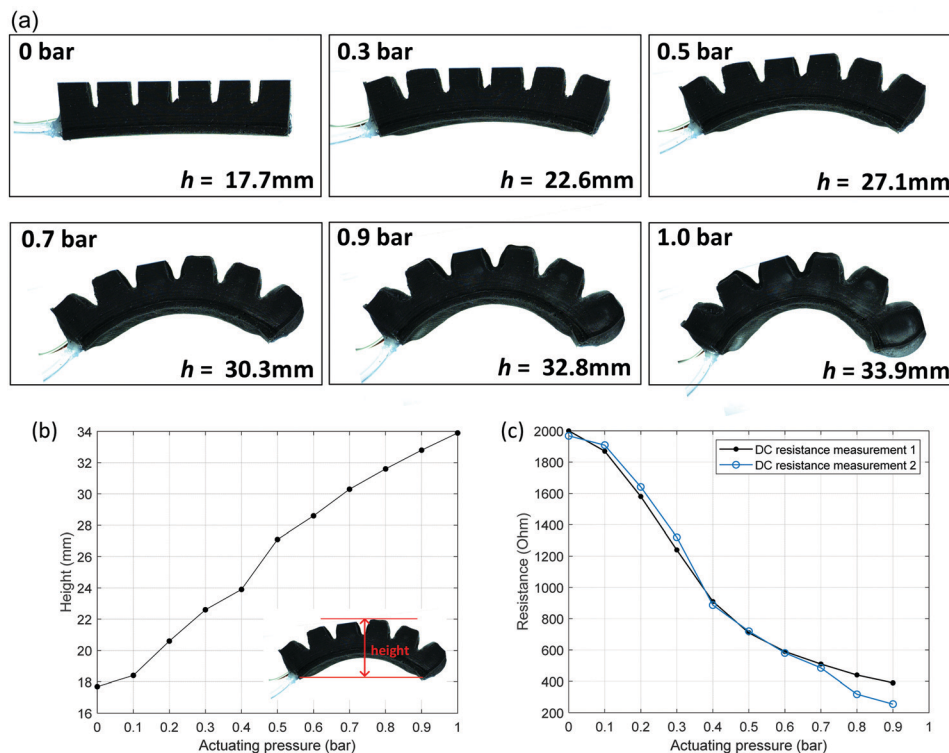 (a)
0 bar
h = 17.7mm
0.3 bar
h = 22.6mm
0.5 bar
h = 27.1mm
0.7 bar
h = 30.3mm
0.9 bar
h = 32.8mm
1.0 bar
h = 33.9mm
(b)
34
32
30
28
26
24
22
20
18
16
Height (mm)
height
0 0.1 0.2 0.3 0.4 0.5 0.6 0.7 0.8 0.9 1
Actuating pressure (bar)
(c)
2000
1800
1600
1400
1200
1000
800
600
400
200
Resistance (Ohm)
DC resistance measurement 1
DC resistance measurement 2
0 0.1 0.2 0.3 0.4 0.5 0.6 0.7 0.8 0.9 1
Actuating pressure (bar)